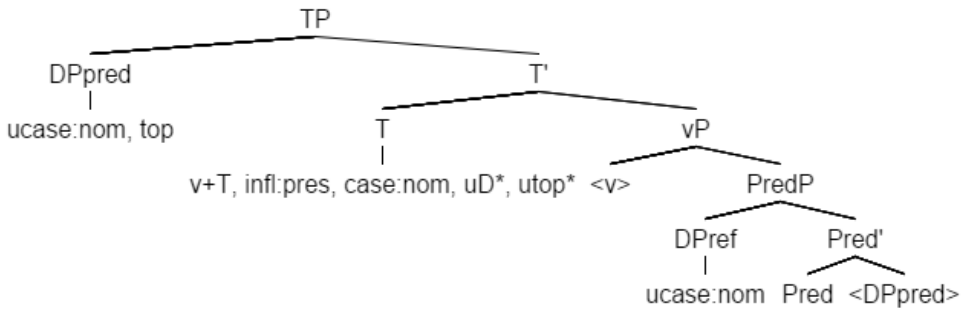 TP
DPpred T'
ucase:nom, top T vP
v+T, infl:pres, case:nom, uD*, utop* <v> PredP
DPref Pred'
ucase:nom Pred <DPpred>